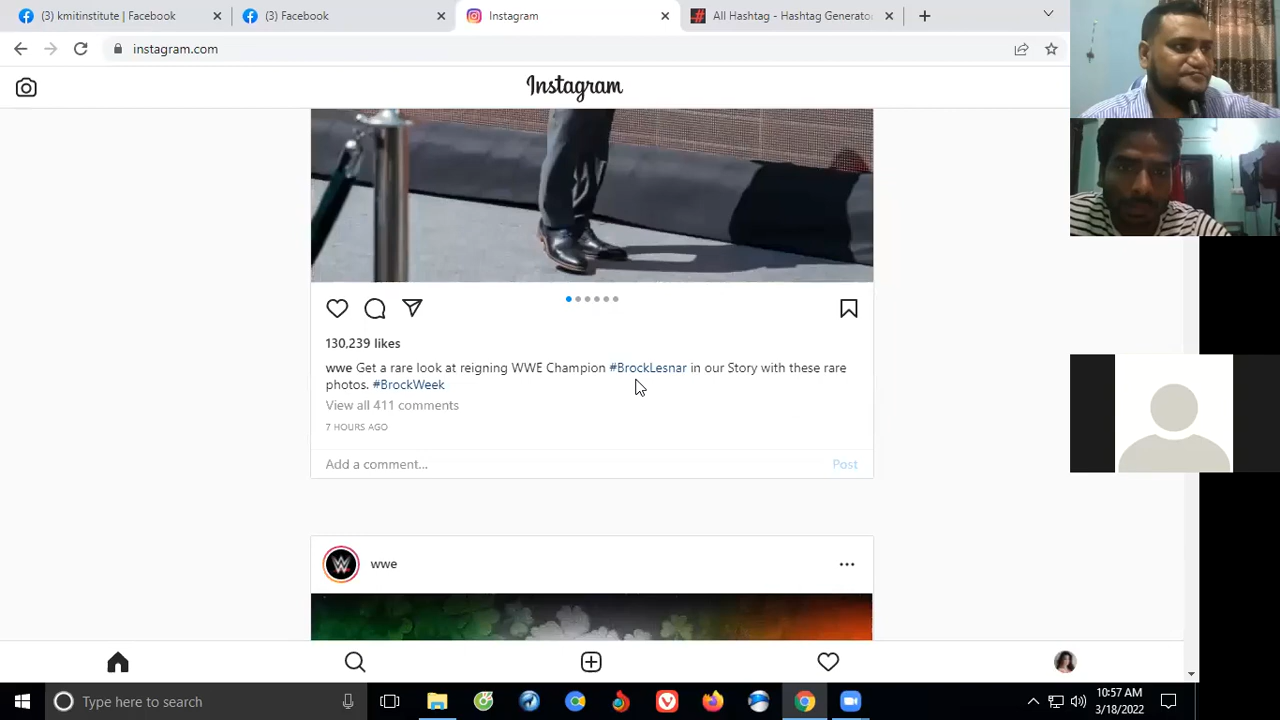 (3) kmitinstitute | Facebook
(3) Facebook
Instagram
All Hashtag - Hashtag Generator
instagram.com
Instagram
130,239 likes
wwe Get a rare look at reigning WWE Champion #BrockLesnar in our Story with these rare
photos. #BrockWeek
View all 411 comments
7 HOURS AGO
Add a comment...
Post
wwe
Type here to search
10:57 AM
3/18/2022